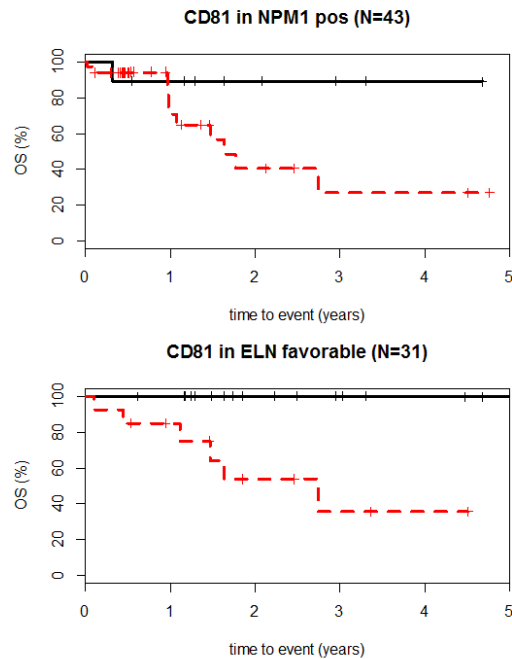 CD81 in NPM1 pos (N=43)
OS (%)
100
80
60
40
20
0
0 1 2 3 4 5
time to event (years)
CD81 in ELN favorable (N=31)
OS (%)
100
80
60
40
20
0
0 1 2 3 4 5
time to event (years)